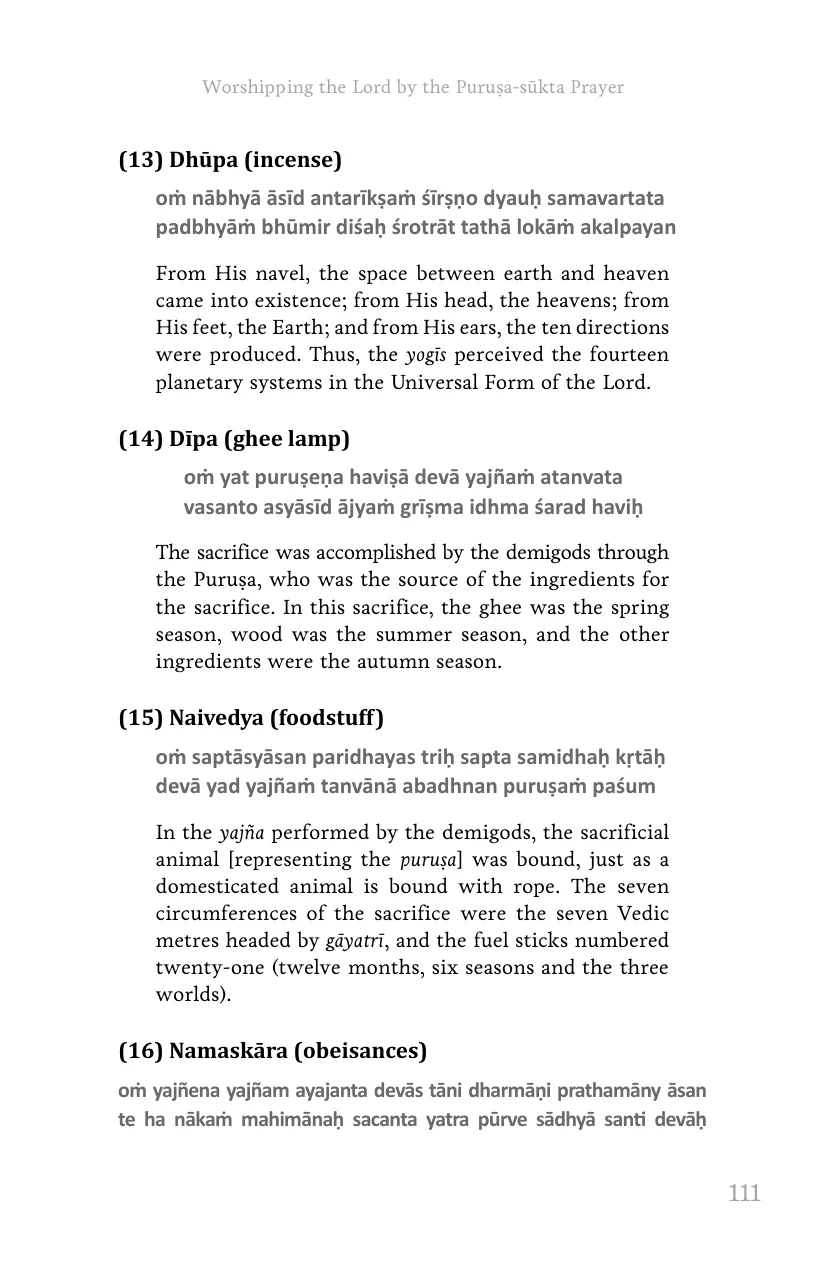 Worshipping the Lord by the Puruṣa-sūkta Prayer
(13) Dhūpa (incense)
oṁ nābhyā āsīd antarīkṣaṁ śīrṣṇo dyauḥ samavartata
padbhyāṁ bhūmir diśaḥ śrotrāt tathā lokāṁ akalpayan
From His navel, the space between earth and heaven
came into existence; from His head, the heavens; from
His feet, the Earth; and from His ears, the ten directions
were produced. Thus, the yogīs perceived the fourteen
planetary systems in the Universal Form of the Lord.
(14) Dīpa (ghee lamp)
oṁ yat puruṣeṇa haviṣā devā yajñaṁ atanvata
vasanto asyāsīd ājyaṁ grīṣma idhma śarad haviḥ
The sacrifice was accomplished by the demigods through
the Puruṣa, who was the source of the ingredients for
the sacrifice. In this sacrifice, the ghee was the spring
season, wood was the summer season, and the other
ingredients were the autumn season.
(15) Naivedya (foodstuff)
oṁ saptāsyāsan paridhayas triḥ sapta samidhaḥ kṛtāḥ
devā yad yajñaṁ tanvānā abadhnan puruṣaṁ paśum
In the yajña performed by the demigods, the sacrificial
animal [representing the puruṣa] was bound, just as a
domesticated animal is bound with rope. The seven
circumferences of the sacrifice were the seven Vedic
metres headed by gāyatrī, and the fuel sticks numbered
twenty-one (twelve months, six seasons and the three
worlds).
(16) Namaskāra (obeisances)
oṁ yajñena yajñam ayajanta devās tāni dharmāṇi prathamāny āsan
te ha nākaṁ mahimānaḥ sacanta yatra pūrve sādhyā santi devāḥ
111